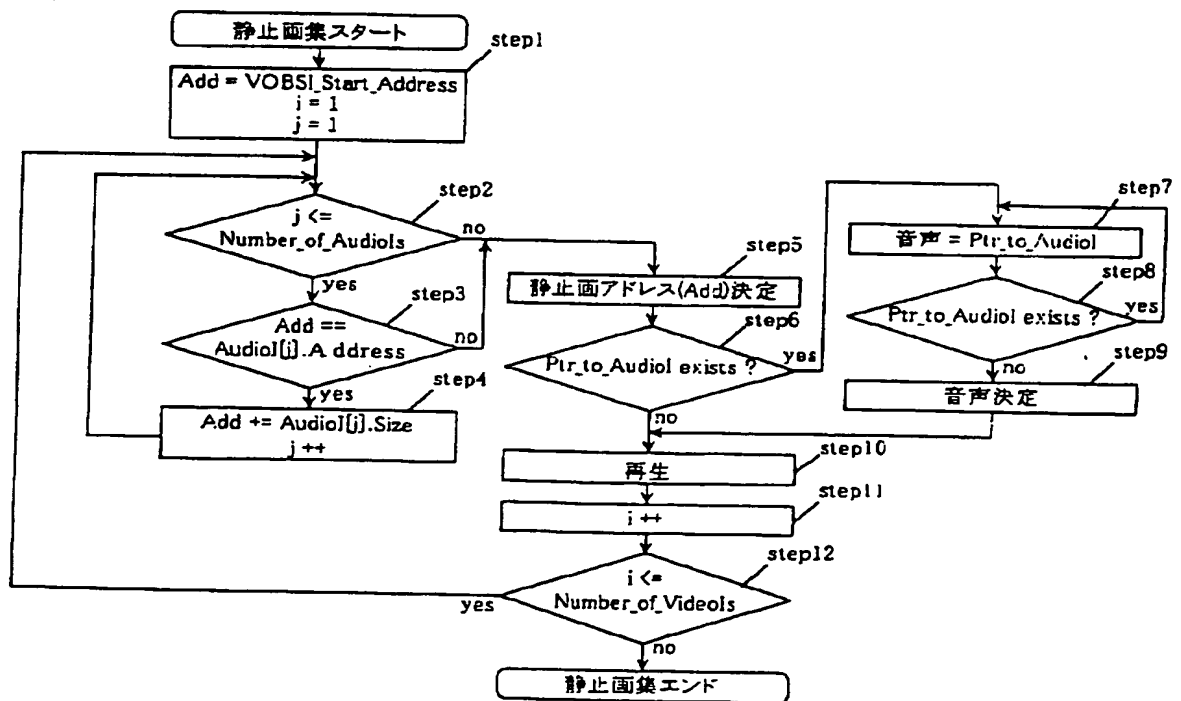 静止画集スタート
step1
Add = VOBSI_Start_Address
i = 1
j = 1
step2
j <=
Number_of_AudioIs
no
yes
step3
Add ==
AudioI[j].A ddress
no
yes
step4
Add += AudioI[j].Size
j ++
step5
静止画アドレス(Add)決定
step6
Ptr_to_AudioI exists ?
yes
no
step7
音声 = Ptr_to_AudioI
step8
Ptr_to_AudioI exists ?
yes
no
step9
音声決定
step10
再生
step11
i ++
step12
i <=
Number_of_VideoIs
yes
no
静止画集エンド